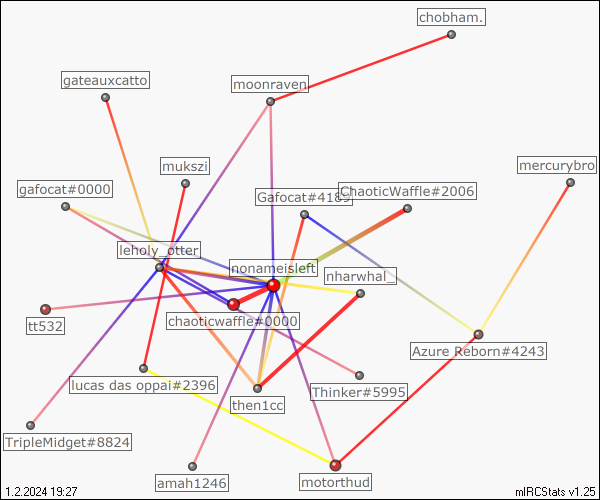 chobham.
gateauxcatto
moonraven
mukszi
mercurybro
gafocat#0000
Gafocat#4189
ChaoticWaffle#2006
leholy_otter
nonameisleft
nharwhal_
tt532
chaoticwaffle#0000
Azure Reborn#4243
lucas das oppai#2396
Thinker#5995
then1cc
TripleMidget#8824
amah1246
motorthud
1.2.2024 19:27
mIRCStats v1.25